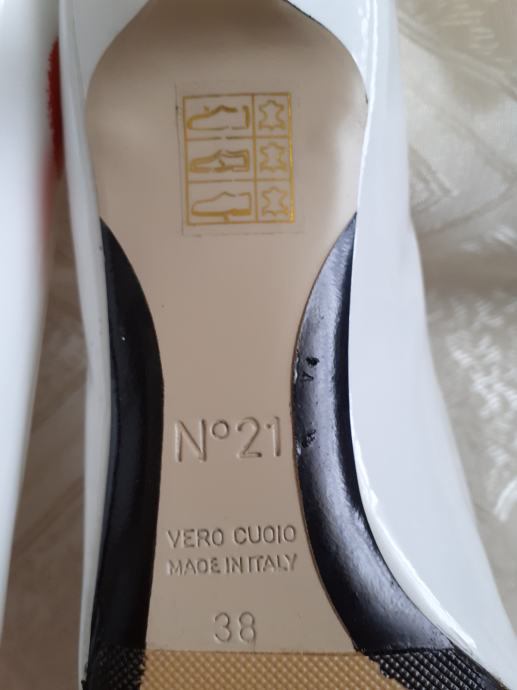 N°21
VERO CUOIO
MADE IN ITALY
38